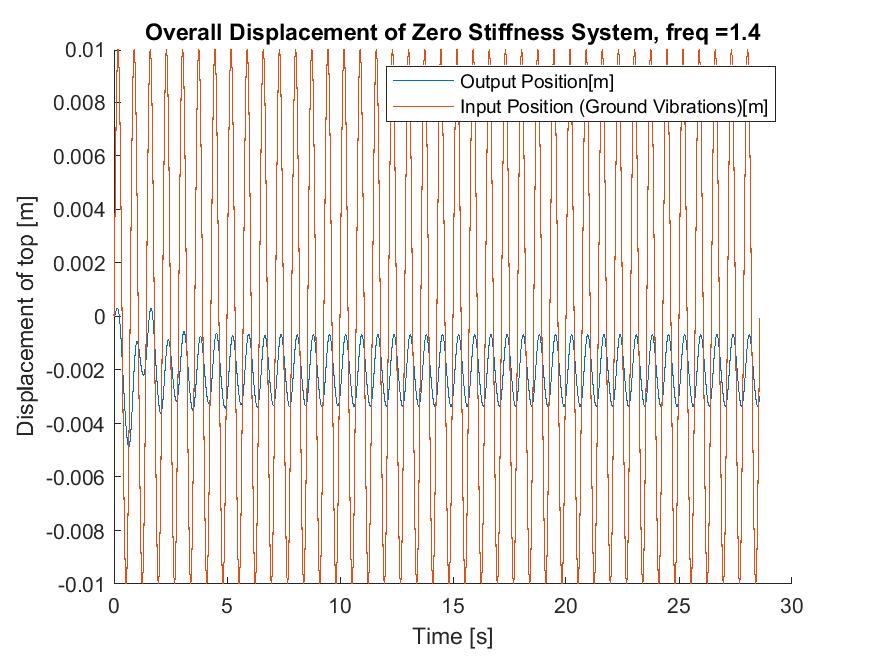 Overall Displacement of Zero Stiffness System, freq =1.4
0.01
0.008
0.006
0.004
0.002
0
-0.002
-0.004
-0.006
-0.008
-0.01
Displacement of top [m]
Output Position[m]
Input Position (Ground Vibrations)[m]
0 5 10 15 20 25 30
Time [s]